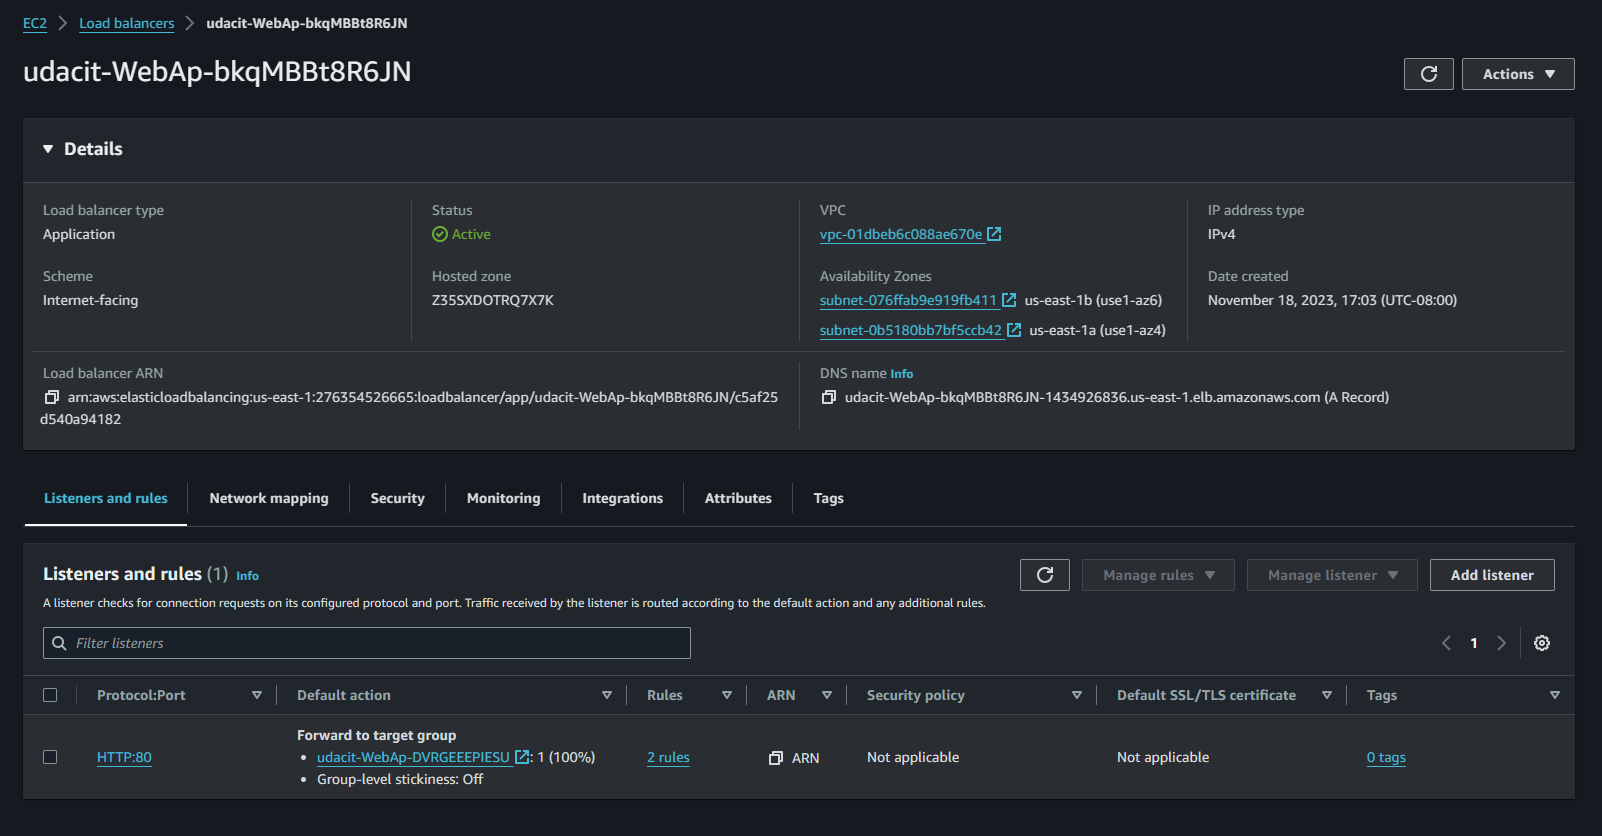 EC2 > Load balancers > udacit-WebAp-bkqMBBt8R6JN
udacit-WebAp-bkqMBBt8R6JN
Actions
Details
Load balancer type
Application
Status
Active
VPC
vpc-01dbeb6c088ae670e
IP address type
IPv4
Scheme
Internet-facing
Hosted zone
Z35SXDOTRQ7X7K
Availability Zones
subnet-076ffab9e919fb411 us-east-1b (use1-az6)
subnet-0b5180bb7bf5ccb42 us-east-1a (use1-az4)
Date created
November 18, 2023, 17:03 (UTC-08:00)
Load balancer ARN
arn:aws:elasticloadbalancing:us-east-1:276354526665:loadbalancer/app/udacit-WebAp-bkqMBBt8R6JN/c5af25
d540a94182
DNS name Info
udacit-WebAp-bkqMBBt8R6JN-1434926836.us-east-1.elb.amazonaws.com (A Record)
Listeners and rules Network mapping Security Monitoring Integrations Attributes Tags
Listeners and rules (1) Info
Manage rules Manage listener Add listener
A listener checks for connection requests on its configured protocol and port. Traffic received by the listener is routed according to the default action and any additional rules.
Filter listeners
1
Protocol:Port Default action Rules ARN Security policy Default SSL/TLS certificate Tags
Forward to target group
HTTP:80 • udacit-WebAp-DVRGEEEPIESU : 1 (100%) 2 rules ARN Not applicable Not applicable 0 tags
• Group-level stickiness: Off